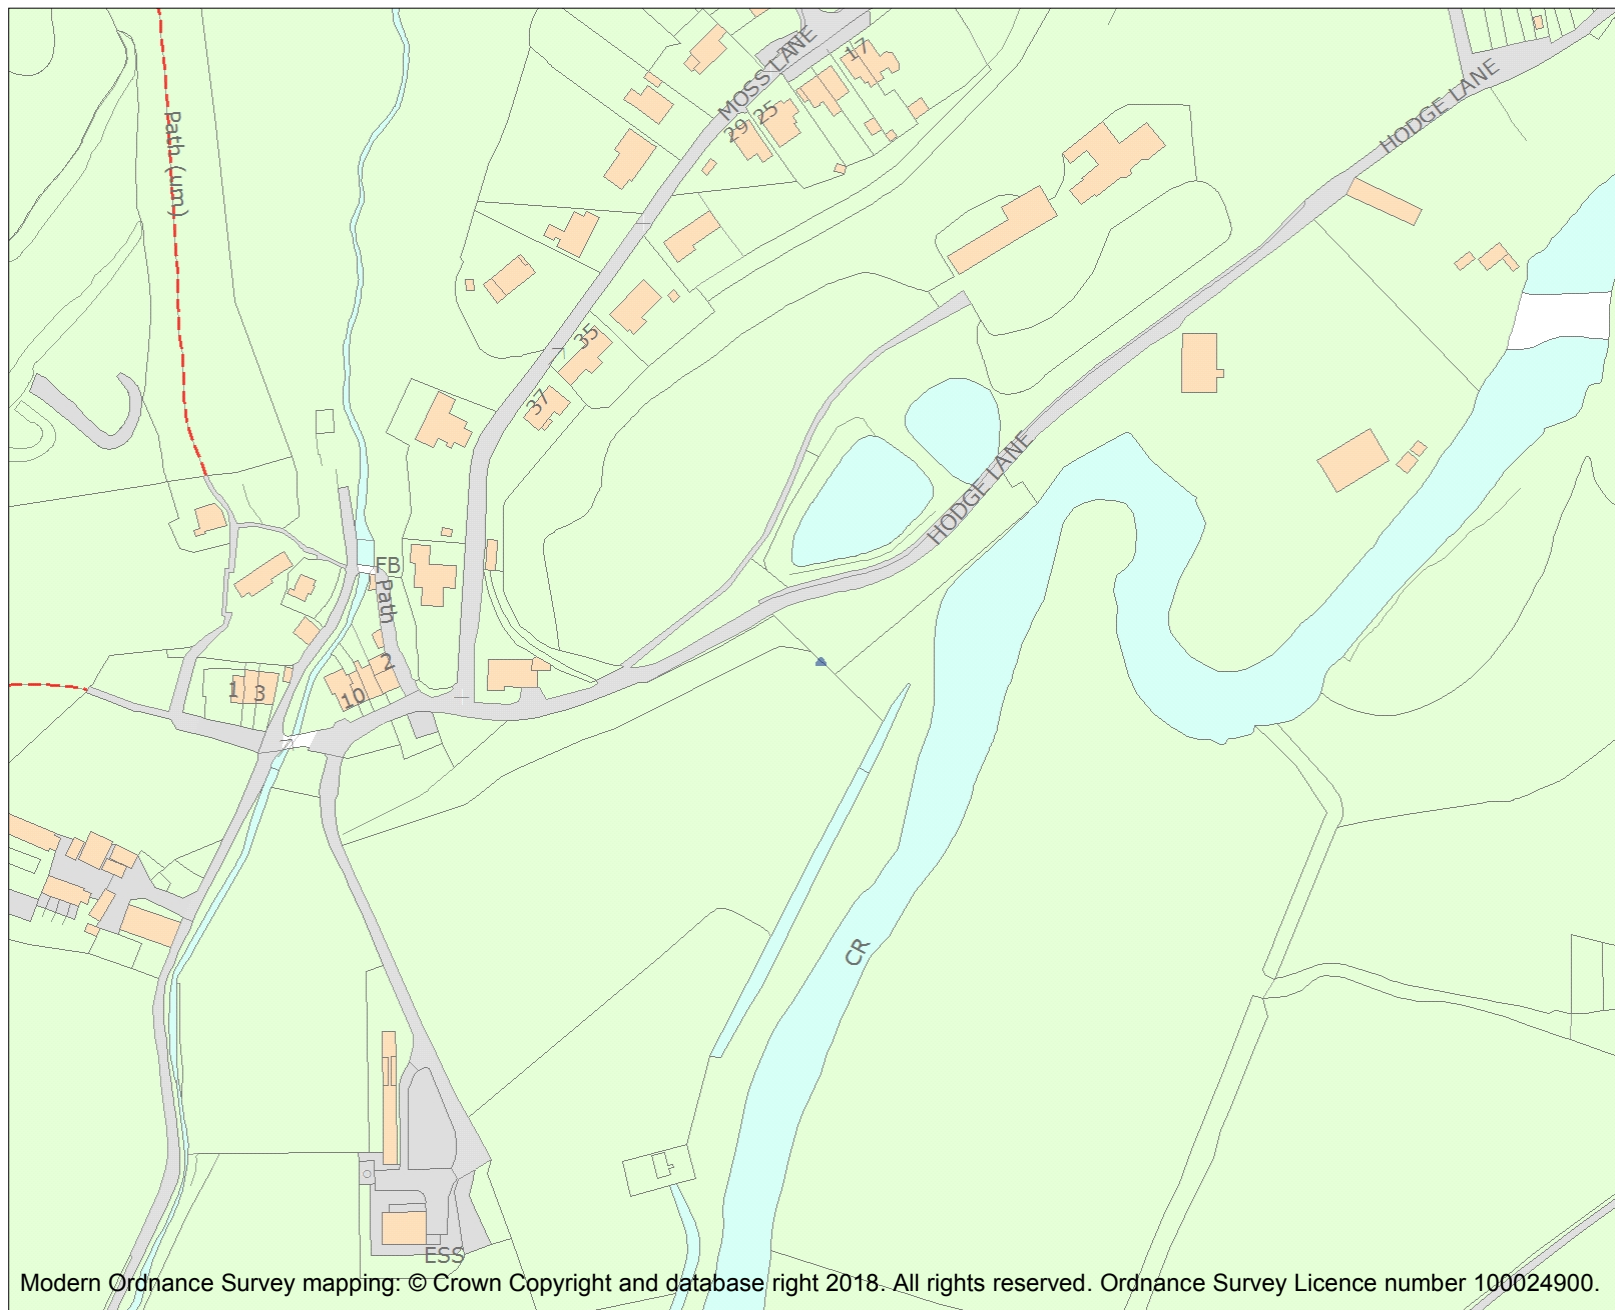 MOSS LANE
17
25
29
HODGE LANE
Path (um)
35
37
HODGE LANE
FB
Path
2
1
3
10
CR
ESS
Modern Ordnance Survey mapping: © Crown Copyright and database right 2018. All rights reserved. Ordnance Survey Licence number 100024900.